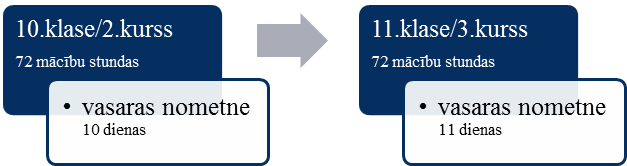 10.klase/2.kurss
72 mācību stundas
• vasaras nometne
10 dienas
11.klase/3.kurss
72 mācību stundas
• vasaras nometne
11 dienas